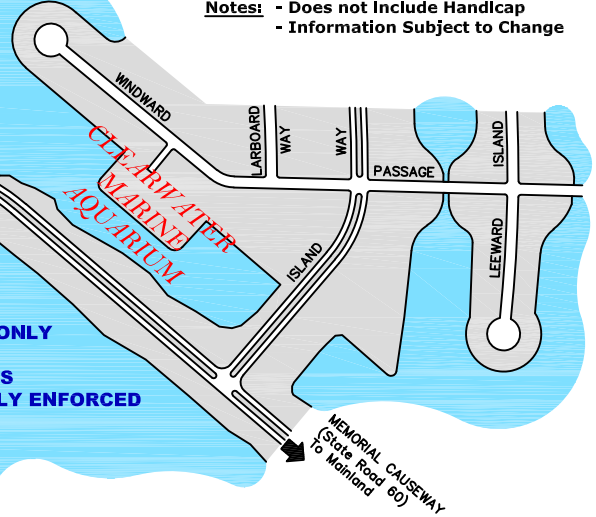 Notes: - Does not Include Handicap
- Information Subject to Change
WINDWARD
LARBOARD
WAY
WAY
ISLAND
PASSAGE
CLEARWATER
MARINE
AQUARIUM
ISLAND
LEEWARD
ONLY
S
LY ENFORCED
MEMORIAL CAUSEWAY
(State Road 60)
To Mainland